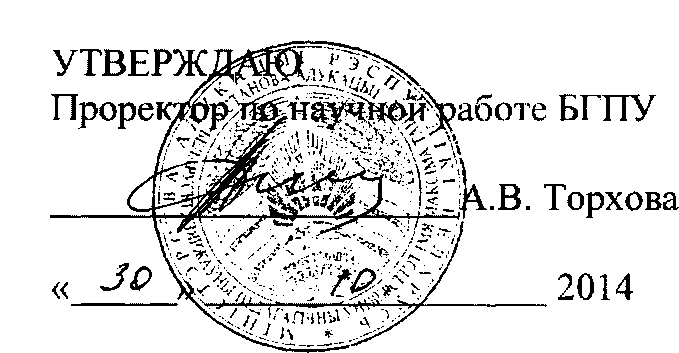 УТВЕРЖДАЮ
Проректор по научной работе БГПУ
А.В. Торхова
« 30 » 10 2014